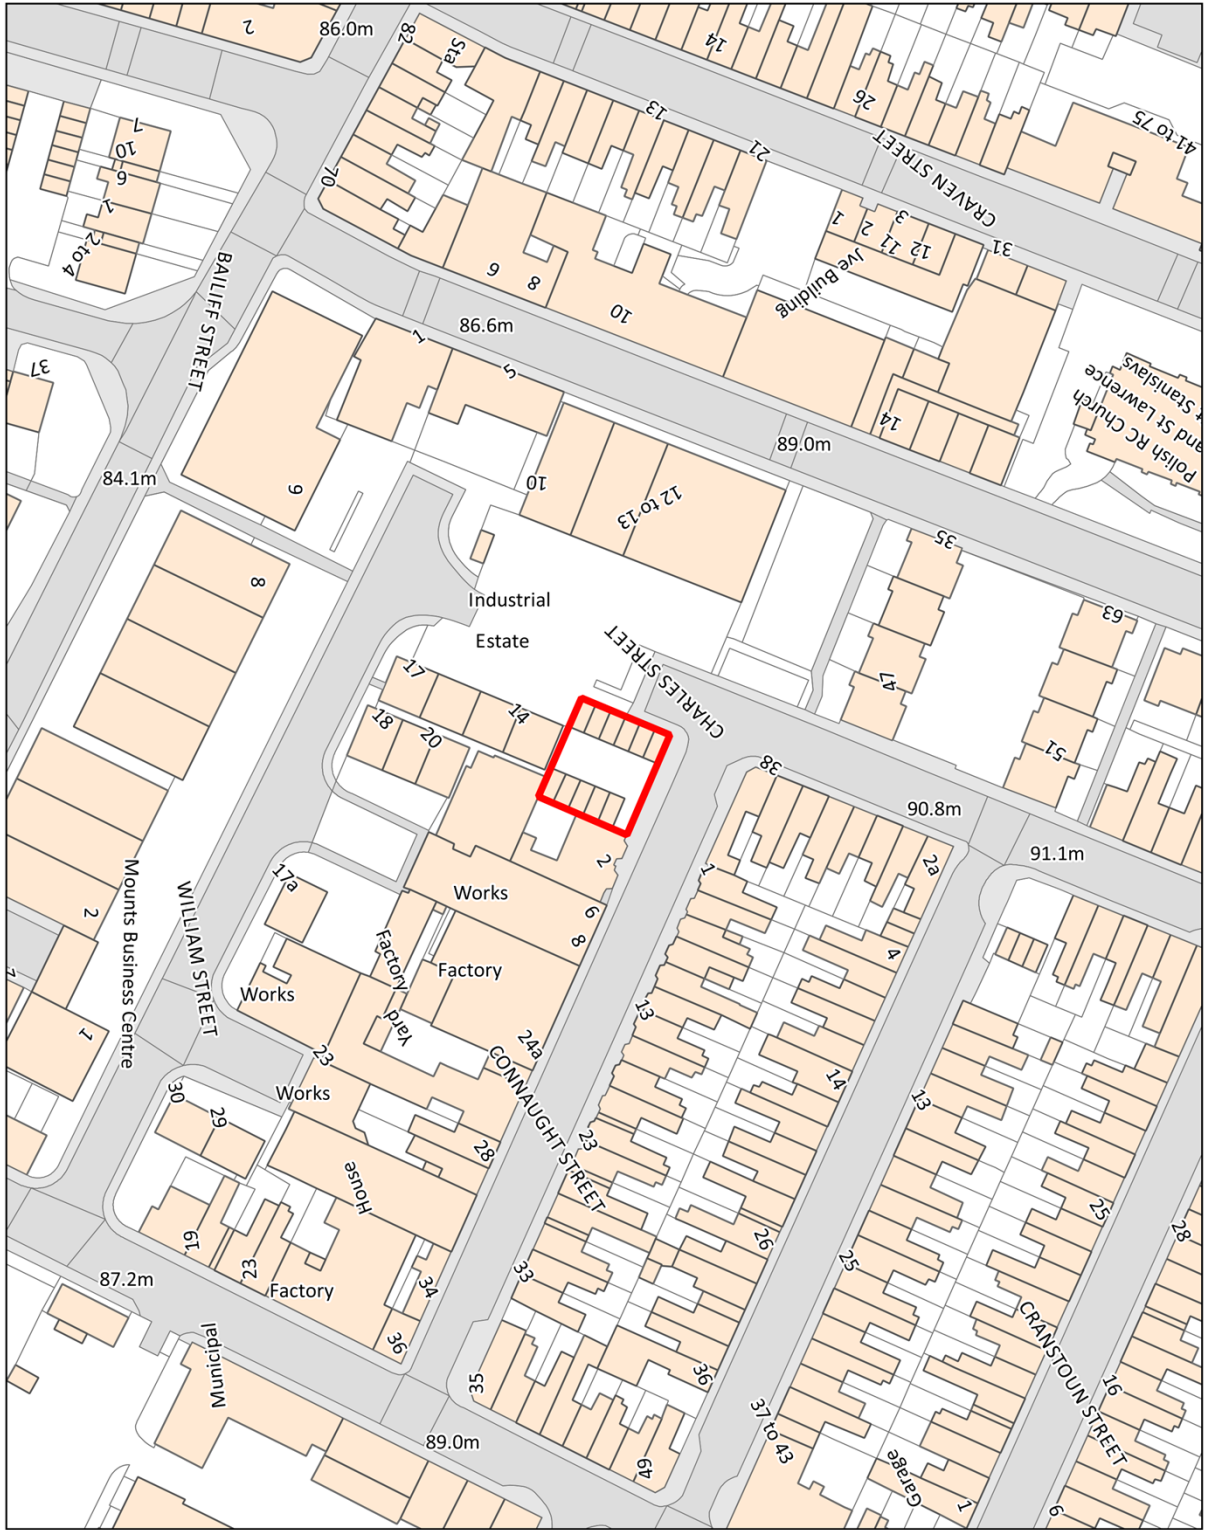 2
86.0m
82
Sta
14
26
13
21
CRAVEN STREET
41 to 75
7
10
6
1
2 to 4
70
BAILIFF STREET
1
2
3
11
12
31
Jve Building
6
8
10
86.6m
37
1
5
14
Polish RC Church
and St Lawrence
Stanislavs
89.0m
84.1m
9
10
12 to 13
35
63
8
Industrial
Estate
CHARLES STREET
47
51
17
14
18
20
38
90.8m
2a
91.1m
2
1
17a
Works
6
8
4
2
Mounts Business Centre
WILLIAM STREET
Factory
Yard
Factory
Works
13
24a
CONNAUGHT STREET
14
13
1
23
Works
30
29
28
23
House
26
25
25
28
19
23
Factory
34
33
87.2m
36
Municipal
35
36
CRANSTOUN STREET
16
89.0m
49
37 to 43
Garage
1
6